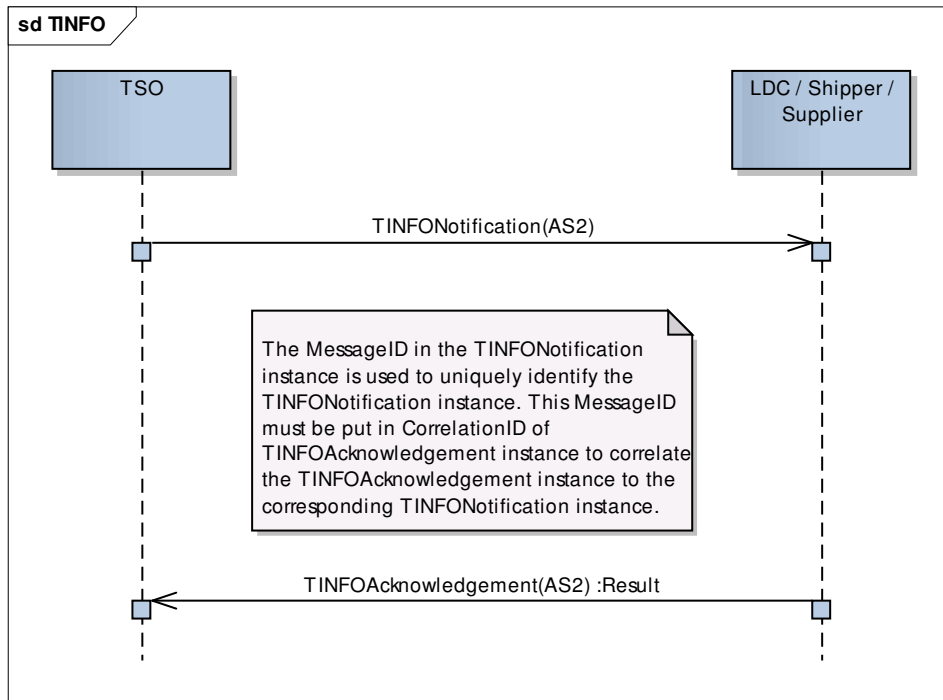 sd TINFO
TSO
LDC / Shipper /
Supplier
TINFONotification(AS2)
The MessageID in the TINFONotification
instance is used to uniquely identify the
TINFONotification instance. This MessageID
must be put in CorrelationID of
TINFOAcknowledgement instance to correlate
the TINFOAcknowledgement instance to the
corresponding TINFONotification instance.
TINFOAcknowledgement(AS2) :Result